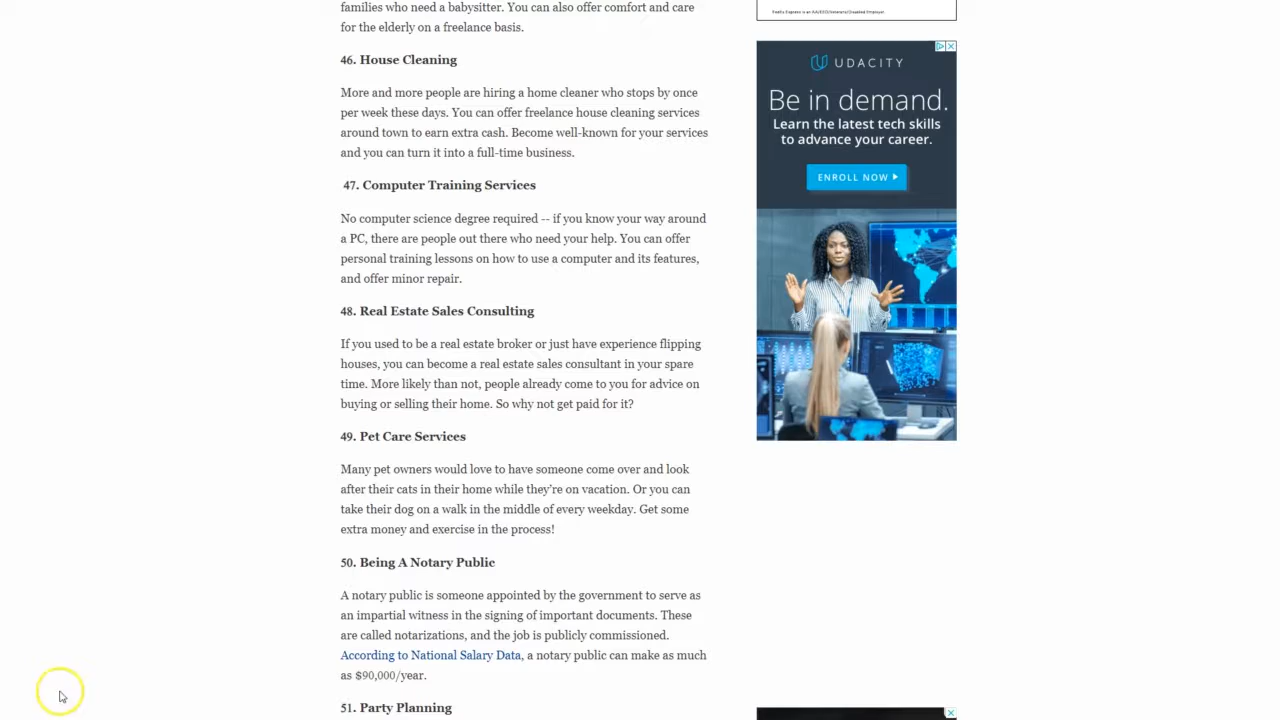 families who need a babysitter. You can also offer comfort and care
for the elderly on a freelance basis.
46. House Cleaning
More and more people are hiring a home cleaner who stops by once
per week these days. You can offer freelance house cleaning services
around town to earn extra cash. Become well-known for your services
and you can turn it into a full-time business.
47. Computer Training Services
No computer science degree required -- if you know your way around
a PC, there are people out there who need your help. You can offer
personal training lessons on how to use a computer and its features,
and offer minor repair.
48. Real Estate Sales Consulting
If you used to be a real estate broker or just have experience flipping
houses, you can become a real estate sales consultant in your spare
time. More likely than not, people already come to you for advice on
buying or selling their home. So why not get paid for it?
49. Pet Care Services
Many pet owners would love to have someone come over and look
after their cats in their home while they’re on vacation. Or you can
take their dog on a walk in the middle of every weekday. Get some
extra money and exercise in the process!
50. Being A Notary Public
A notary public is someone appointed by the government to serve as
an impartial witness in the signing of important documents. These
are called notarizations, and the job is publicly commissioned.
According to National Salary Data, a notary public can make as much
as $90,000/year.
51. Party Planning
UDACITY
Be in demand.
Learn the latest tech skills
to advance your career.
ENROLL NOW